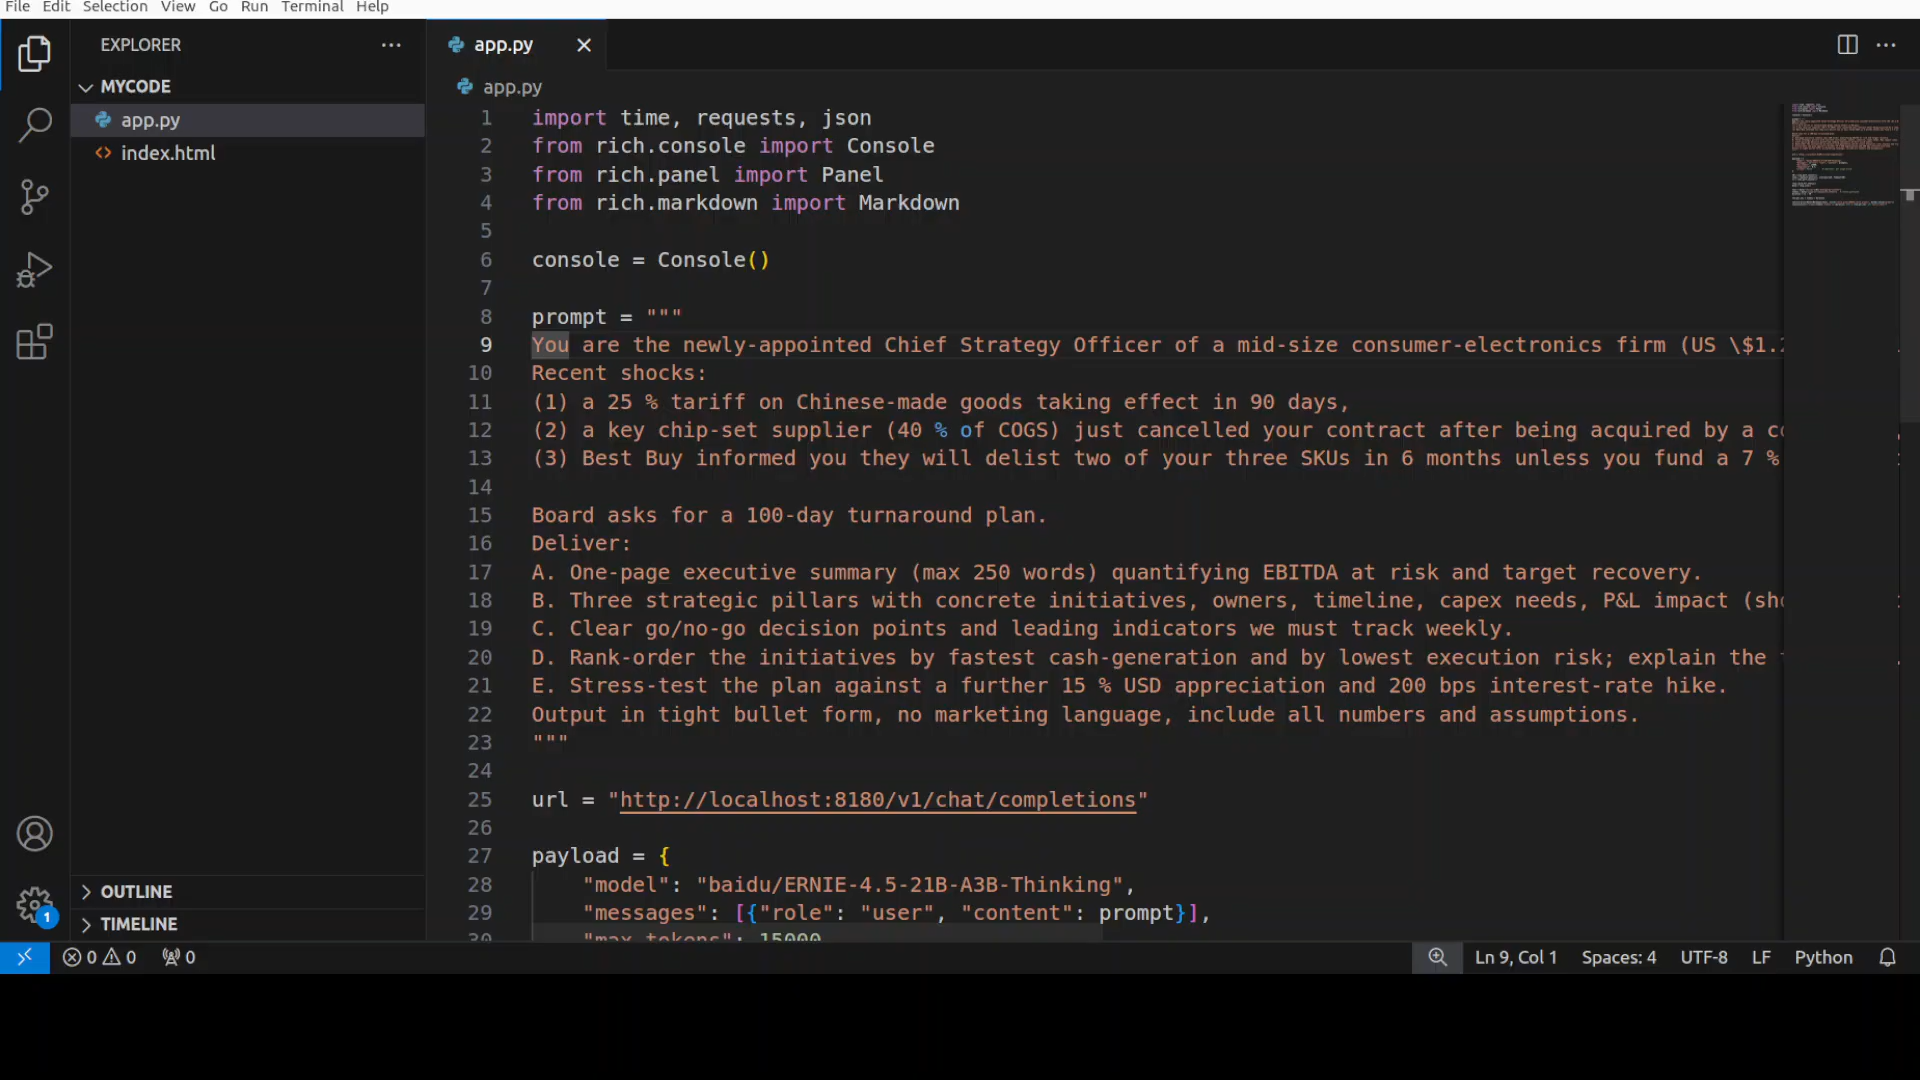 File Edit Selection View Go Run Terminal Help
EXPLORER
MYCODE
app.py
index.html
OUTLINE
TIMELINE
app.py
app.py
1 import time, requests, json
2 from rich.console import Console
3 from rich.panel import Panel
4 from rich.markdown import Markdown
5
6 console = Console()
7
8 prompt = """
9 You are the newly-appointed Chief Strategy Officer of a mid-size consumer-electronics firm (US \$1.2
10 Recent shocks:
11 (1) a 25 % tariff on Chinese-made goods taking effect in 90 days,
12 (2) a key chip-set supplier (40 % of COGS) just cancelled your contract after being acquired by a co
13 (3) Best Buy informed you they will delist two of your three SKUs in 6 months unless you fund a 7 %
14
15 Board asks for a 100-day turnaround plan.
16 Deliver:
17 A. One-page executive summary (max 250 words) quantifying EBITDA at risk and target recovery.
18 B. Three strategic pillars with concrete initiatives, owners, timeline, capex needs, P&L impact (sho
19 C. Clear go/no-go decision points and leading indicators we must track weekly.
20 D. Rank-order the initiatives by fastest cash-generation and by lowest execution risk; explain the
21 E. Stress-test the plan against a further 15 % USD appreciation and 200 bps interest-rate hike.
22 Output in tight bullet form, no marketing language, include all numbers and assumptions.
23 """
24
25 url = "http://localhost:8180/v1/chat/completions"
26
27 payload = {
28 "model": "baidu/ERNIE-4.5-21B-A3B-Thinking",
29 "messages": [{"role": "user", "content": prompt}],
30 "max_tokens": 15000
1
0 0 0
Ln 9, Col 1 Spaces: 4 UTF-8 LF Python